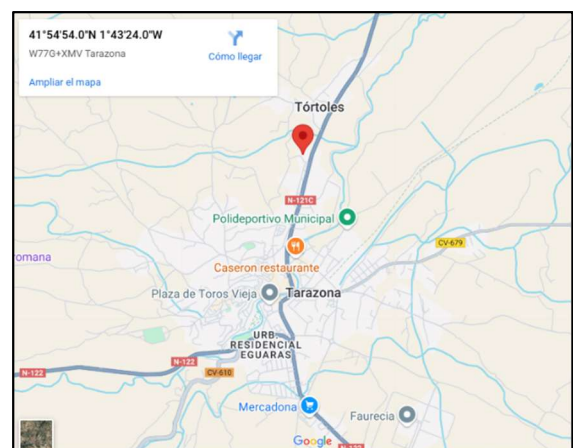 41°54'54.0"N 1°43'24.0"W
W77G+XMV Tarazona
Cómo llegar
Ampliar el mapa
Tórtoles
N-121C
Polideportivo Municipal
CV-679
omana
Caseron restaurante
Plaza de Toros Vieja
Tarazona
URB.
RESIDENCIAL
EGUARAS
N-122
N-122
CV-610
Mercadona
Faurecia
Google
N-122